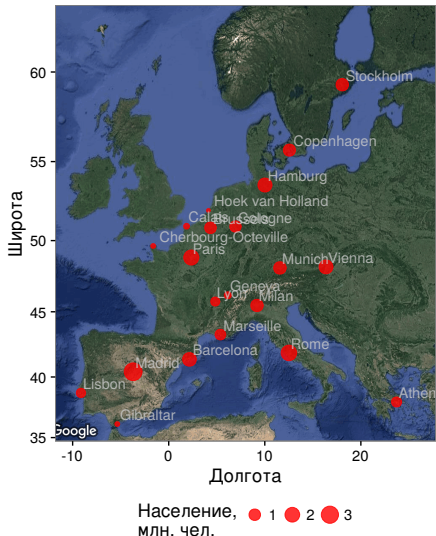 60
55
50
45
40
35
Широта
Stockholm
Copenhagen
Hamburg
Hoek van Holland
Calais
Brussels
Cologne
Cherbourg-Octeville
Paris
Munich
Vienna
Geneva
Lyon
Milan
Marseille
Rome
Barcelona
Madrid
Lisbon
Athen
Gibraltar
Google
-10 0 10 20
Долгота
Население, 1 2 3
млн. чел.